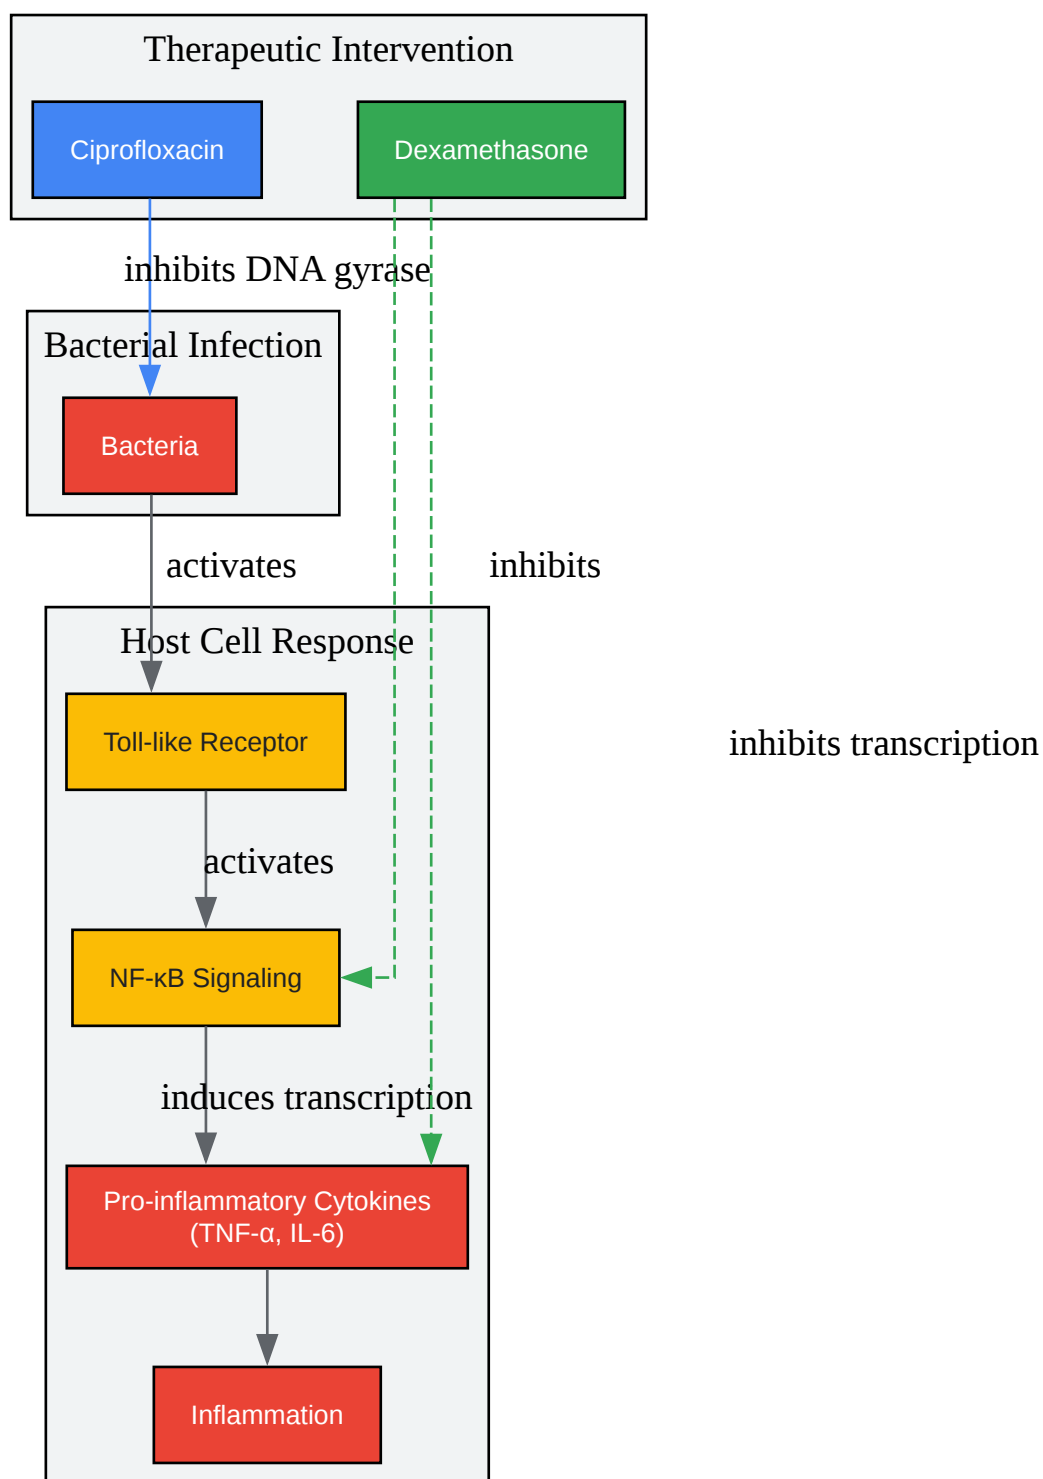 Therapeutic Intervention
Ciprofloxacin
Dexamethasone
inhibits DNA gyrase
Bacterial Infection
Bacteria
activates
inhibits
Host Cell Response
Toll-like Receptor
inhibits transcription
activates
NF-κB Signaling
induces transcription
Pro-inflammatory Cytokines
(TNF-α, IL-6)
Inflammation